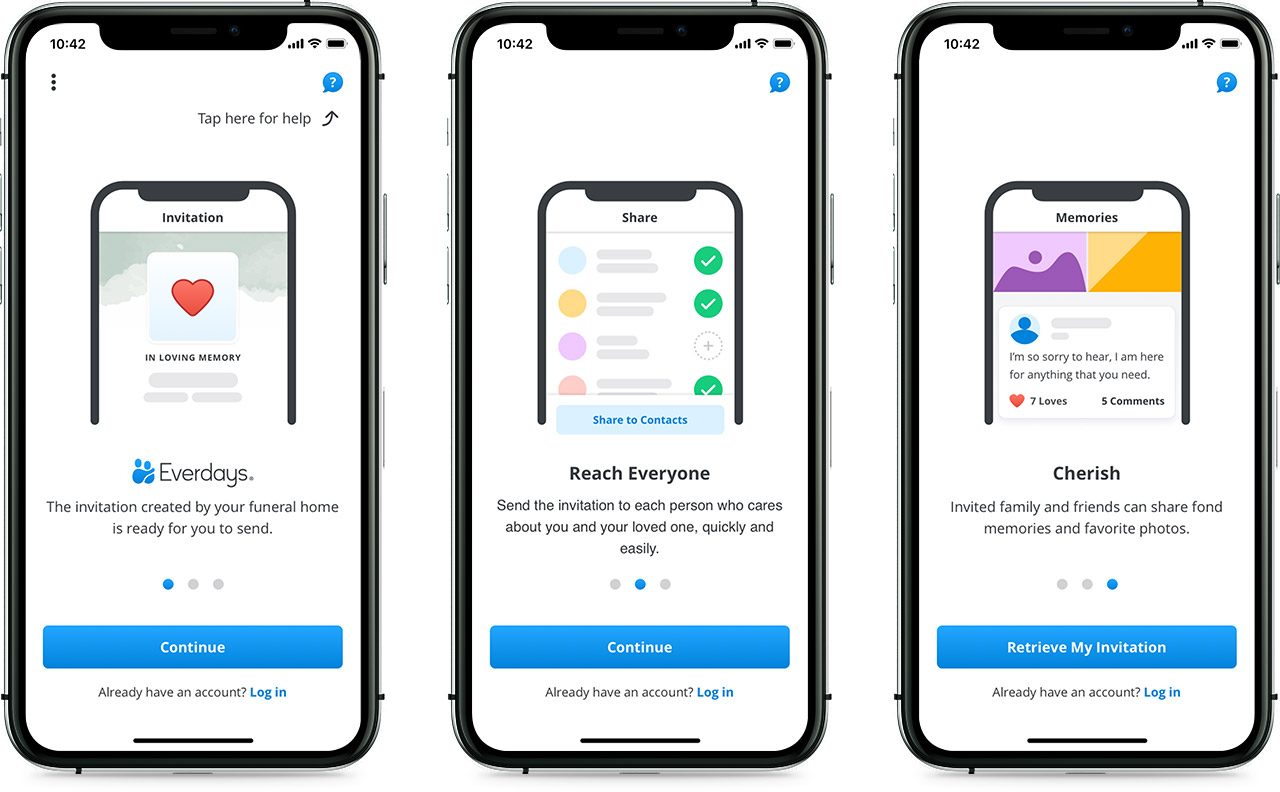 10:42
?
Tap here for help
Invitation
IN LOVING MEMORY
Everdays®
The invitation created by your funeral home
is ready for you to send.
Continue
Already have an account? Log in
10:42
?
Share
Share to Contacts
Reach Everyone
Send the invitation to each person who cares
about you and your loved one, quickly and
easily.
Continue
Already have an account? Log in
10:42
?
Memories
I’m so sorry to hear, I am here
for anything that you need.
7 Loves 5 Comments
Cherish
Invited family and friends can share fond
memories and favorite photos.
Retrieve My Invitation
Already have an account? Log in